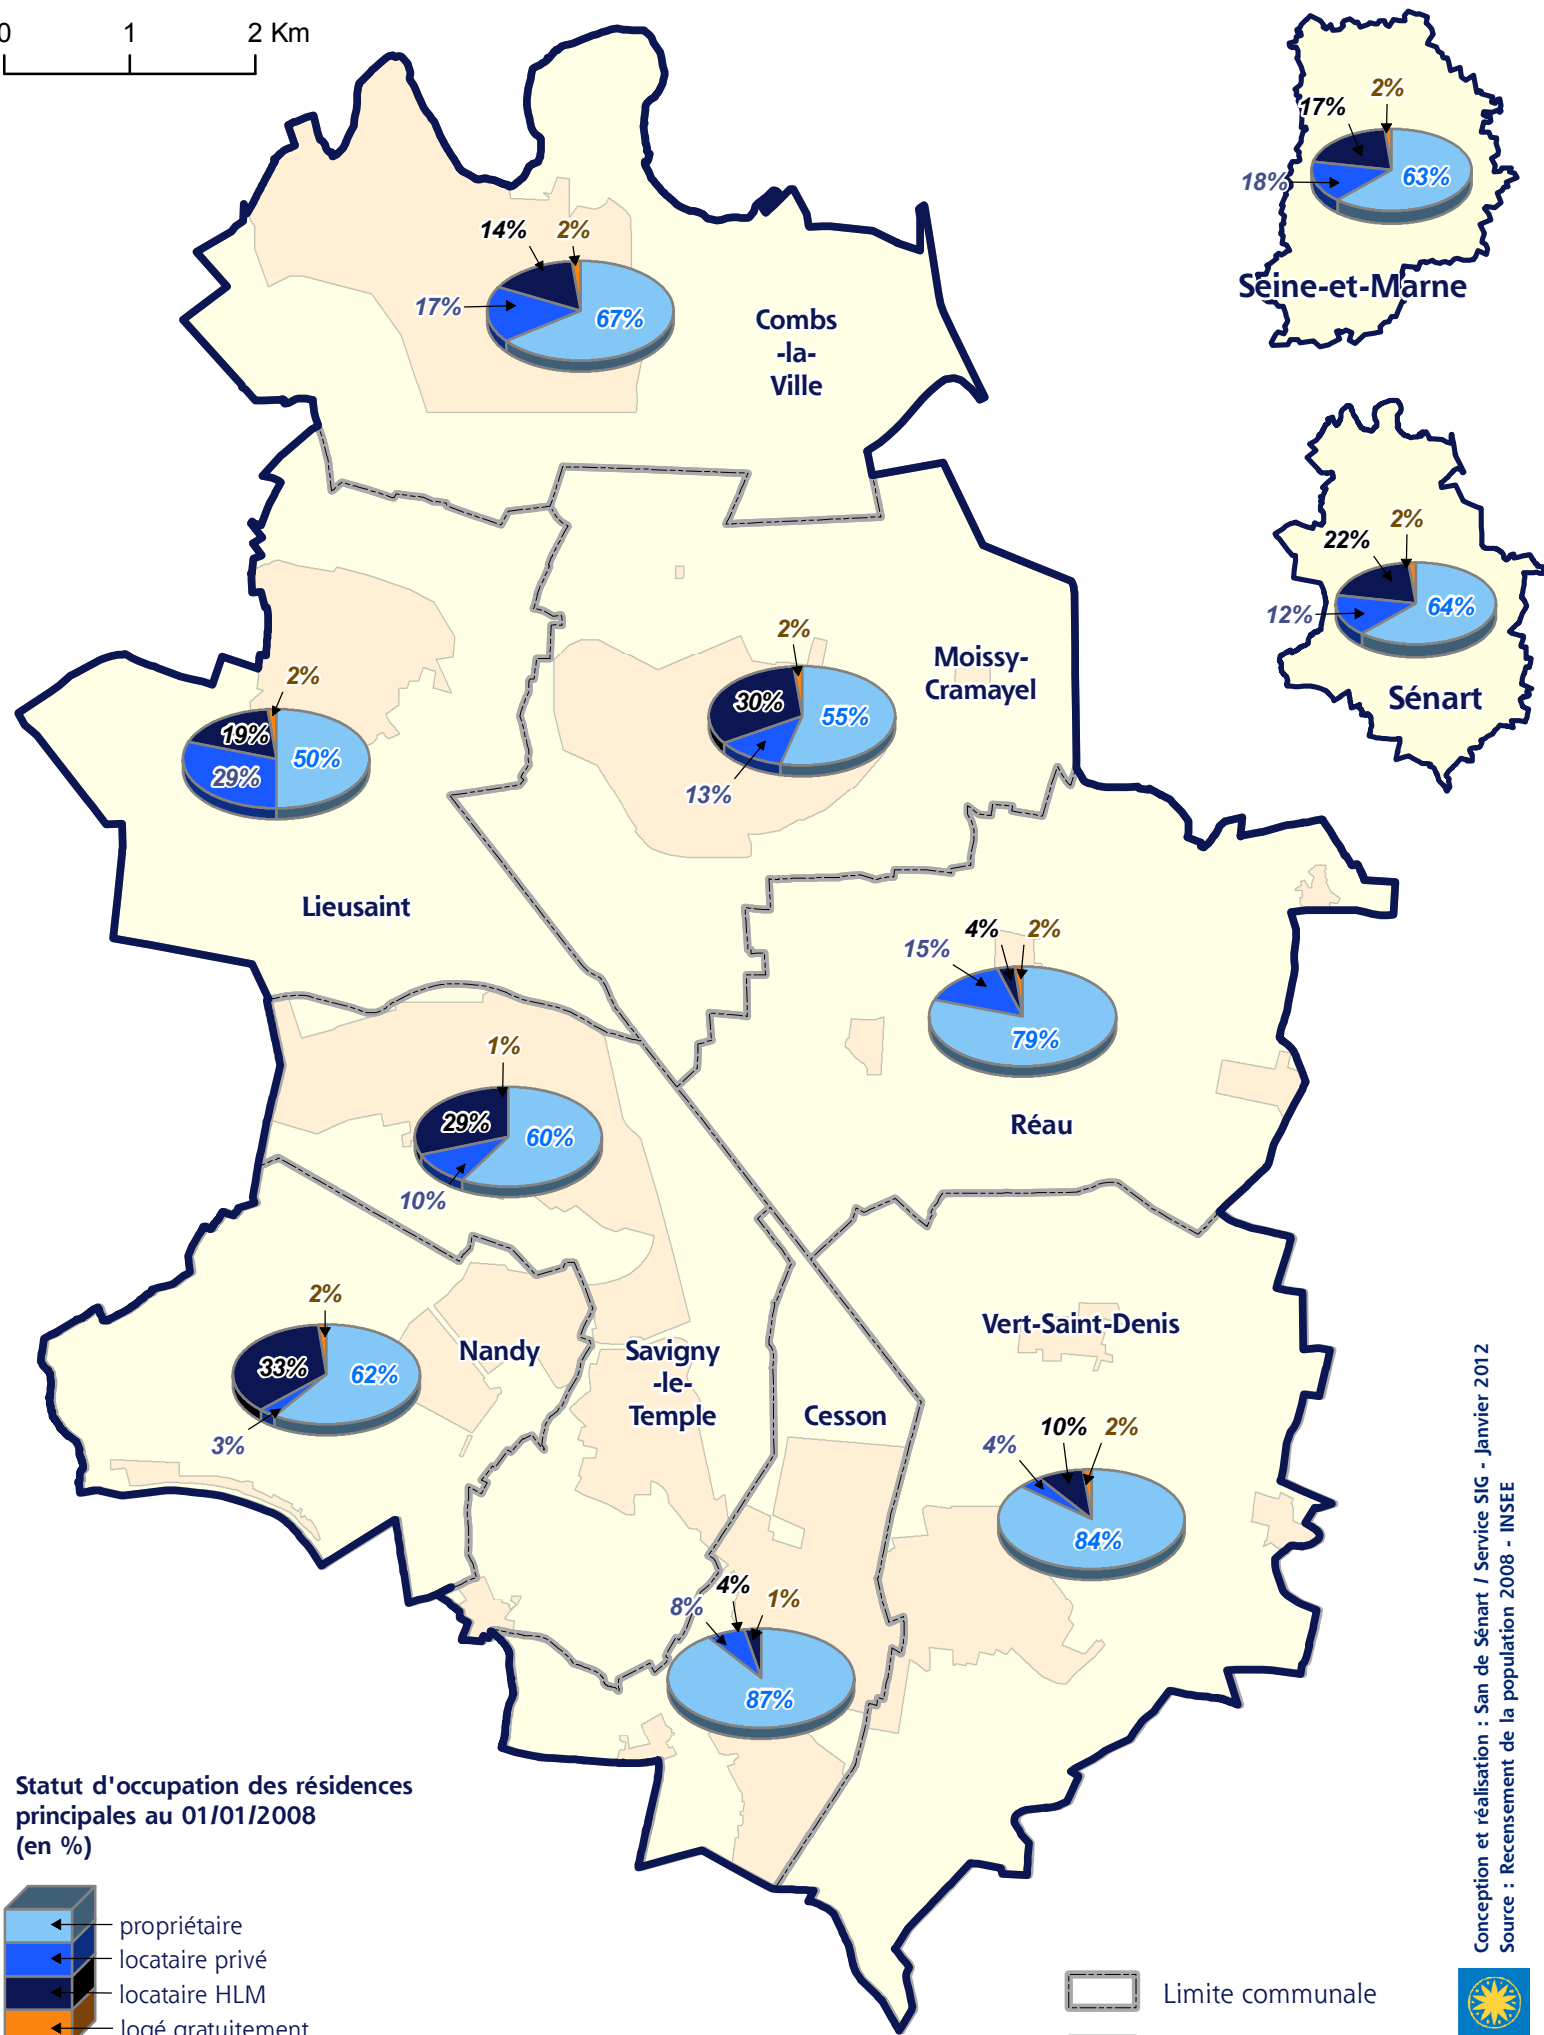 0 1 2 Km
2%
17%
18%
63%
Seine-et-Marne
14% 2%
17%
67%
Combs
-la-
Ville
2%
22%
12%
64%
Sénart
2%
30%
55%
13%
Moissy-
Cramayel
2%
19%
50%
29%
Lieusaint
4% 2%
15%
79%
Réau
1%
29%
60%
10%
Savigny
-le-
Temple
2%
33%
62%
3%
Nandy
Vert-Saint-Denis
10% 2%
4%
84%
Cesson
4%
1%
8%
87%
Statut d'occupation des résidences
principales au 01/01/2008
(en %)
propriétaire
locataire privé
locataire HLM
logé gratuitement
Limite communale
Conception et réalisation : San de Sénart / Service SIG - Janvier 2012
Source : Recensement de la population 2008 - INSEE